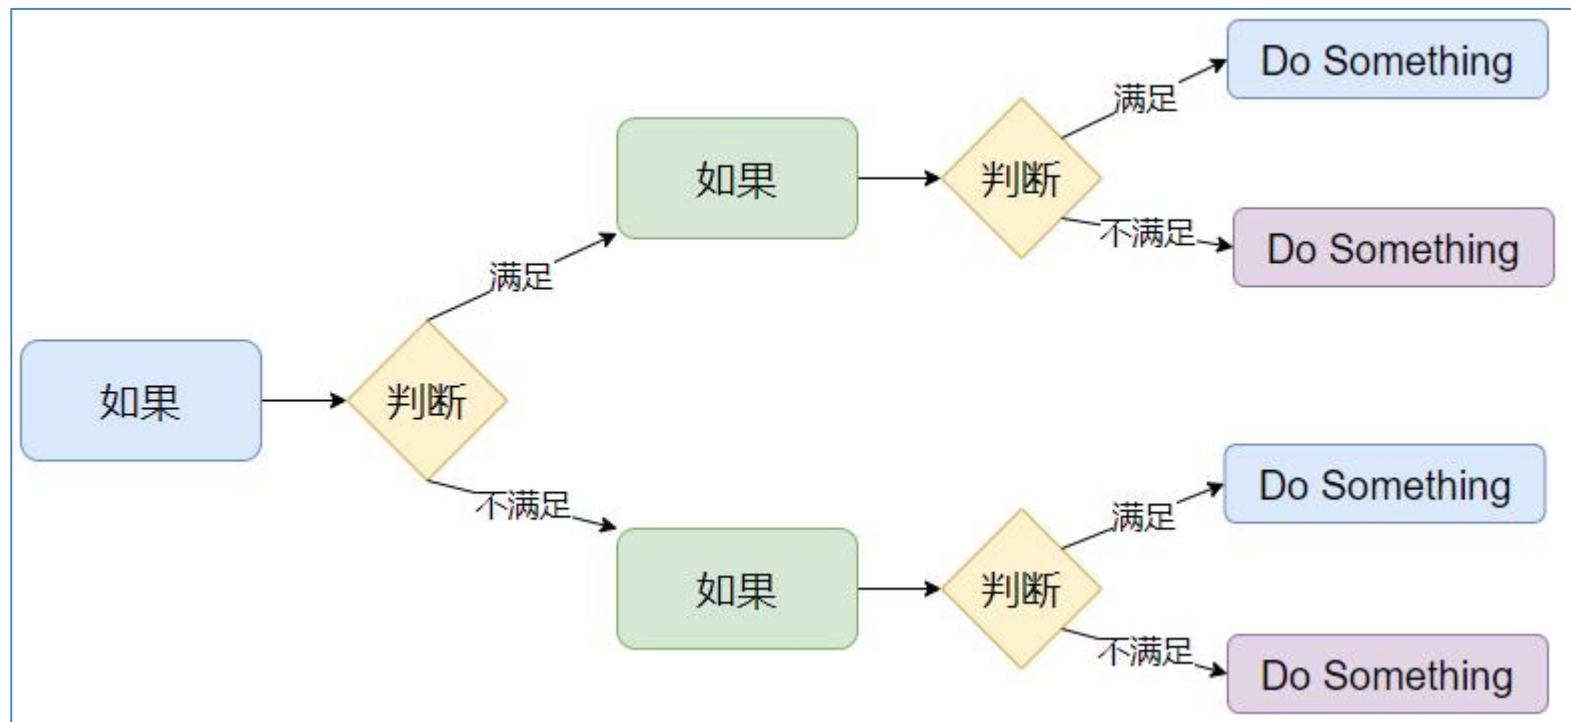 如果
判断
满足
如果
判断
满足
Do Something
不满足
Do Something
不满足
如果
判断
满足
Do Something
不满足
Do Something